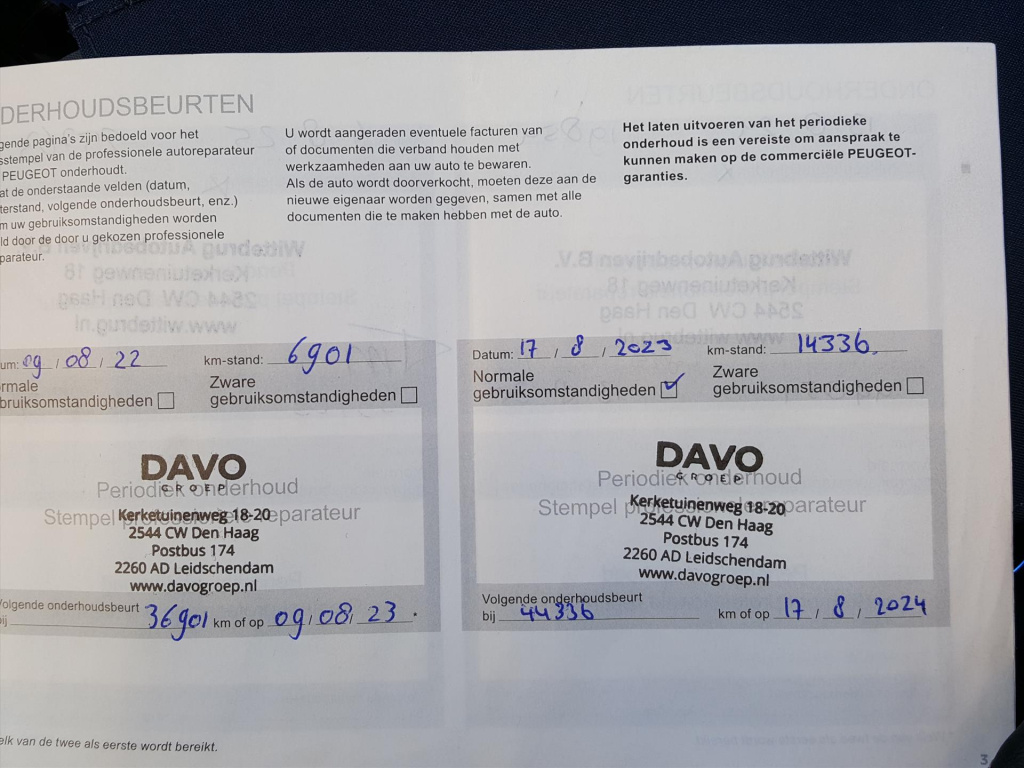 DERHOUDSBEURTEN
gende pagina's zijn bedoeld voor het
sstempel van de professionele autoreparateur
PEUGEOT onderhoudt.
at de onderstaande velden (datum,
terstand, volgende onderhoudsbeurt, enz.)
m uw gebruiksomstandigheden worden
ld door de door u gekozen professionele
parateur.
U wordt aangeraden eventuele facturen van
of documenten die verband houden met
werkzaamheden aan uw auto te bewaren.
Als de auto wordt doorverkocht, moeten deze aan de
nieuwe eigenaar worden gegeven, samen met alle
documenten die te maken hebben met de auto.
Het laten uitvoeren van het periodieke
onderhoud is een vereiste om aanspraak te
kunnen maken op de commerciële PEUGEOT-
garanties.
um: 09 / 08 / 22 km-stand: 6901
rmale
bruiksomstandigheden
Zware
gebruiksomstandigheden
DAVO
GROEP
Periodiek onderhoud
Stempel professionele reparateur
Kerketuinenweg 18-20
2544 CW Den Haag
Postbus 174
2260 AD Leidschendam
www.davogroep.nl
Volgende onderhoudsbeurt
bij 36901 km of op 09 / 08 / 23
Datum: 17 / 8 / 2023 km-stand: 14336
Normale
gebruiksomstandigheden
Zware
gebruiksomstandigheden
DAVO
GROEP
Periodiek onderhoud
Stempel professionele reparateur
Kerketuinenweg 18-20
2544 CW Den Haag
Postbus 174
2260 AD Leidschendam
www.davogroep.nl
Volgende onderhoudsbeurt
bij 44336 km of op 17 / 8 / 2024
elk van de twee als eerste wordt bereikt.
3